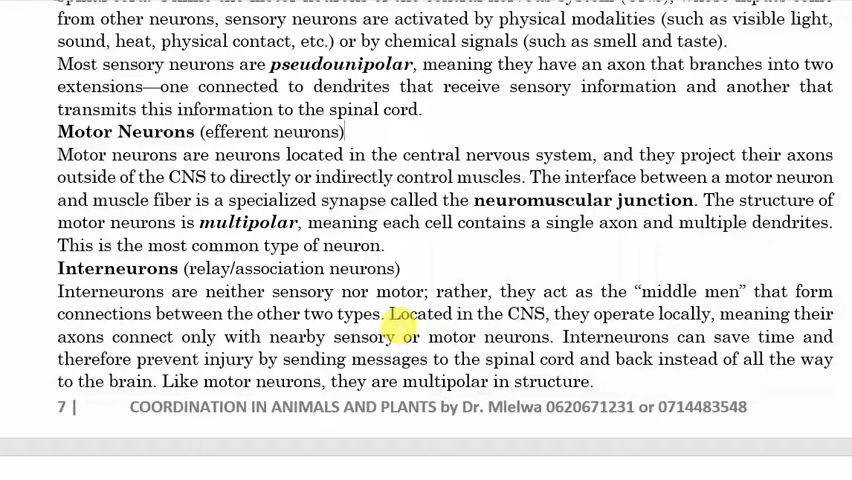 from other neurons, sensory neurons are activated by physical modalities (such as visible light,
sound, heat, physical contact, etc.) or by chemical signals (such as smell and taste).
Most sensory neurons are pseudounipolar, meaning they have an axon that branches into two
extensions—one connected to dendrites that receive sensory information and another that
transmits this information to the spinal cord.
Motor Neurons (efferent neurons)
Motor neurons are neurons located in the central nervous system, and they project their axons
outside of the CNS to directly or indirectly control muscles. The interface between a motor neuron
and muscle fiber is a specialized synapse called the neuromuscular junction. The structure of
motor neurons is multipolar, meaning each cell contains a single axon and multiple dendrites.
This is the most common type of neuron.
Interneurons (relay/association neurons)
Interneurons are neither sensory nor motor; rather, they act as the “middle men” that form
connections between the other two types. Located in the CNS, they operate locally, meaning their
axons connect only with nearby sensory or motor neurons. Interneurons can save time and
therefore prevent injury by sending messages to the spinal cord and back instead of all the way
to the brain. Like motor neurons, they are multipolar in structure.
7 | COORDINATION IN ANIMALS AND PLANTS by Dr. Mlelwa 0620671231 or 0714483548